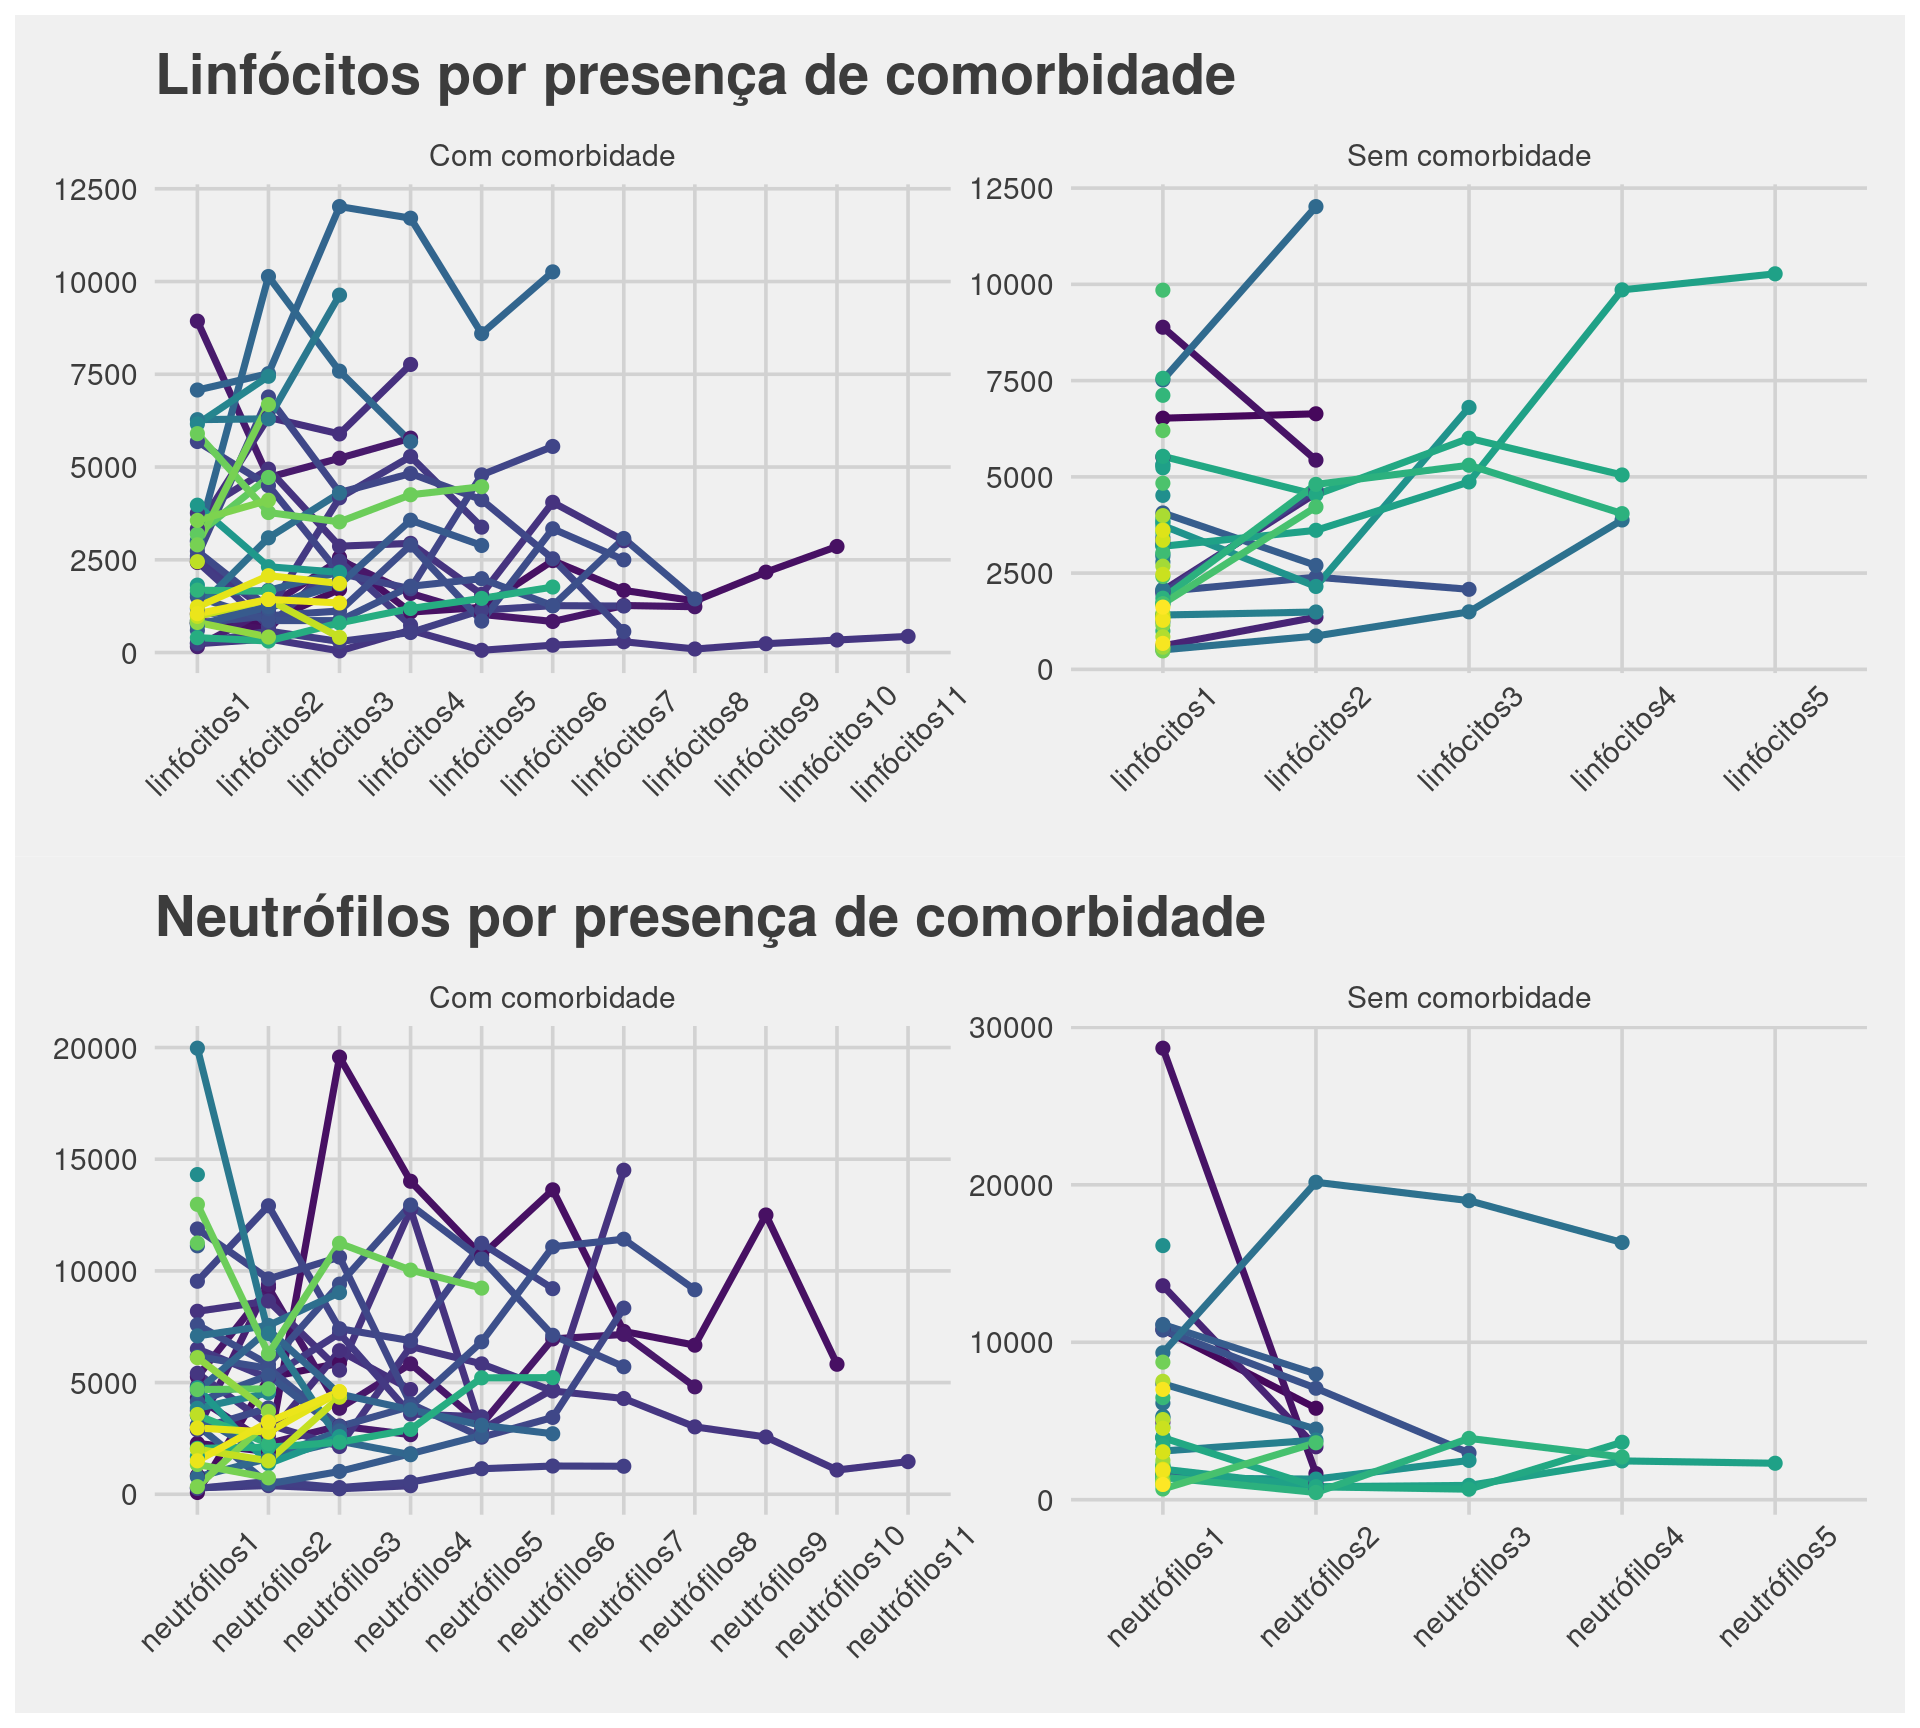 Linfócitos por presença de comorbidade
Com comorbidade
Sem comorbidade
12500
10000
7500
5000
2500
0
12500
10000
7500
5000
2500
0
linfócitos1
linfócitos2
linfócitos3
linfócitos4
linfócitos5
linfócitos6
linfócitos7
linfócitos8
linfócitos9
linfócitos10
linfócitos11
linfócitos1
linfócitos2
linfócitos3
linfócitos4
linfócitos5
Neutrófilos por presença de comorbidade
Com comorbidade
Sem comorbidade
20000
15000
10000
5000
0
30000
20000
10000
0
neutrófilos1
neutrófilos2
neutrófilos3
neutrófilos4
neutrófilos5
neutrófilos6
neutrófilos7
neutrófilos8
neutrófilos9
neutrófilos10
neutrófilos11
neutrófilos1
neutrófilos2
neutrófilos3
neutrófilos4
neutrófilos5